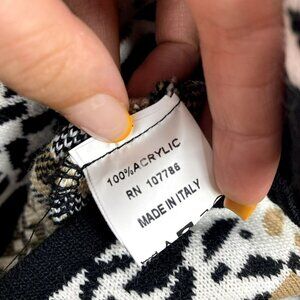 100% ACRYLIC
RN 107786
MADE IN ITALY